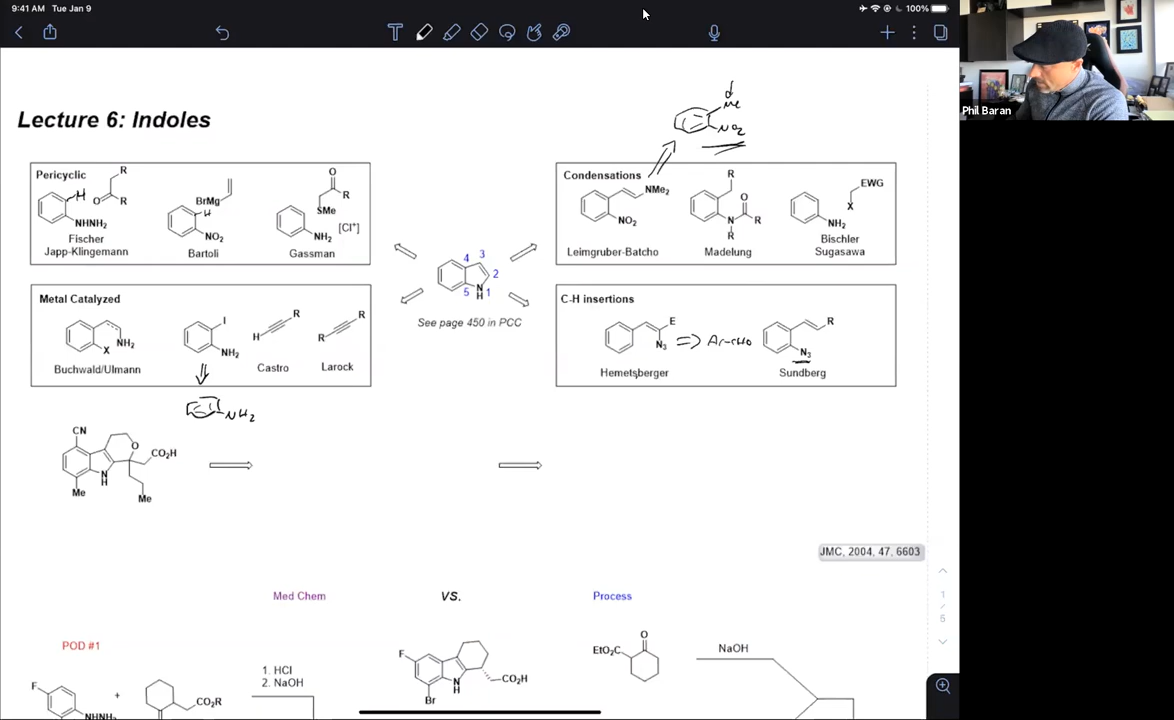 9:41 AM Tue Jan 9
100%
Phil Baran
Lecture 6: Indoles
Pericyclic
H
O
R
R
NHNH2
Fischer
Japp-Klingemann
BrMg
H
NO2
Bartoli
O
R
SMe
NH2
[Cl+]
Gassman
Me
NO2
Condensations
NMe2
NO2
Leimgruber-Batcho
R
O
N
R
R
Madelung
EWG
X
NH2
Bischler
Sugasawa
4
3
2
5
N
H
1
See page 450 in PCC
Metal Catalyzed
X
NH2
Buchwald/Ulmann
I
NH2
H
R
Castro
R
R
Larock
NH2
C-H insertions
E
N3
Ar-CHO
Hemetsberger
R
N3
Sundberg
CN
O
CO2H
N
H
Me
Me
JMC, 2004, 47, 6603
1
/
5
Med Chem
VS.
Process
POD #1
F
+
CO2R
NHNH2
1. HCl
2. NaOH
F
N
H
Br
CO2H
EtO2C
O
NaOH